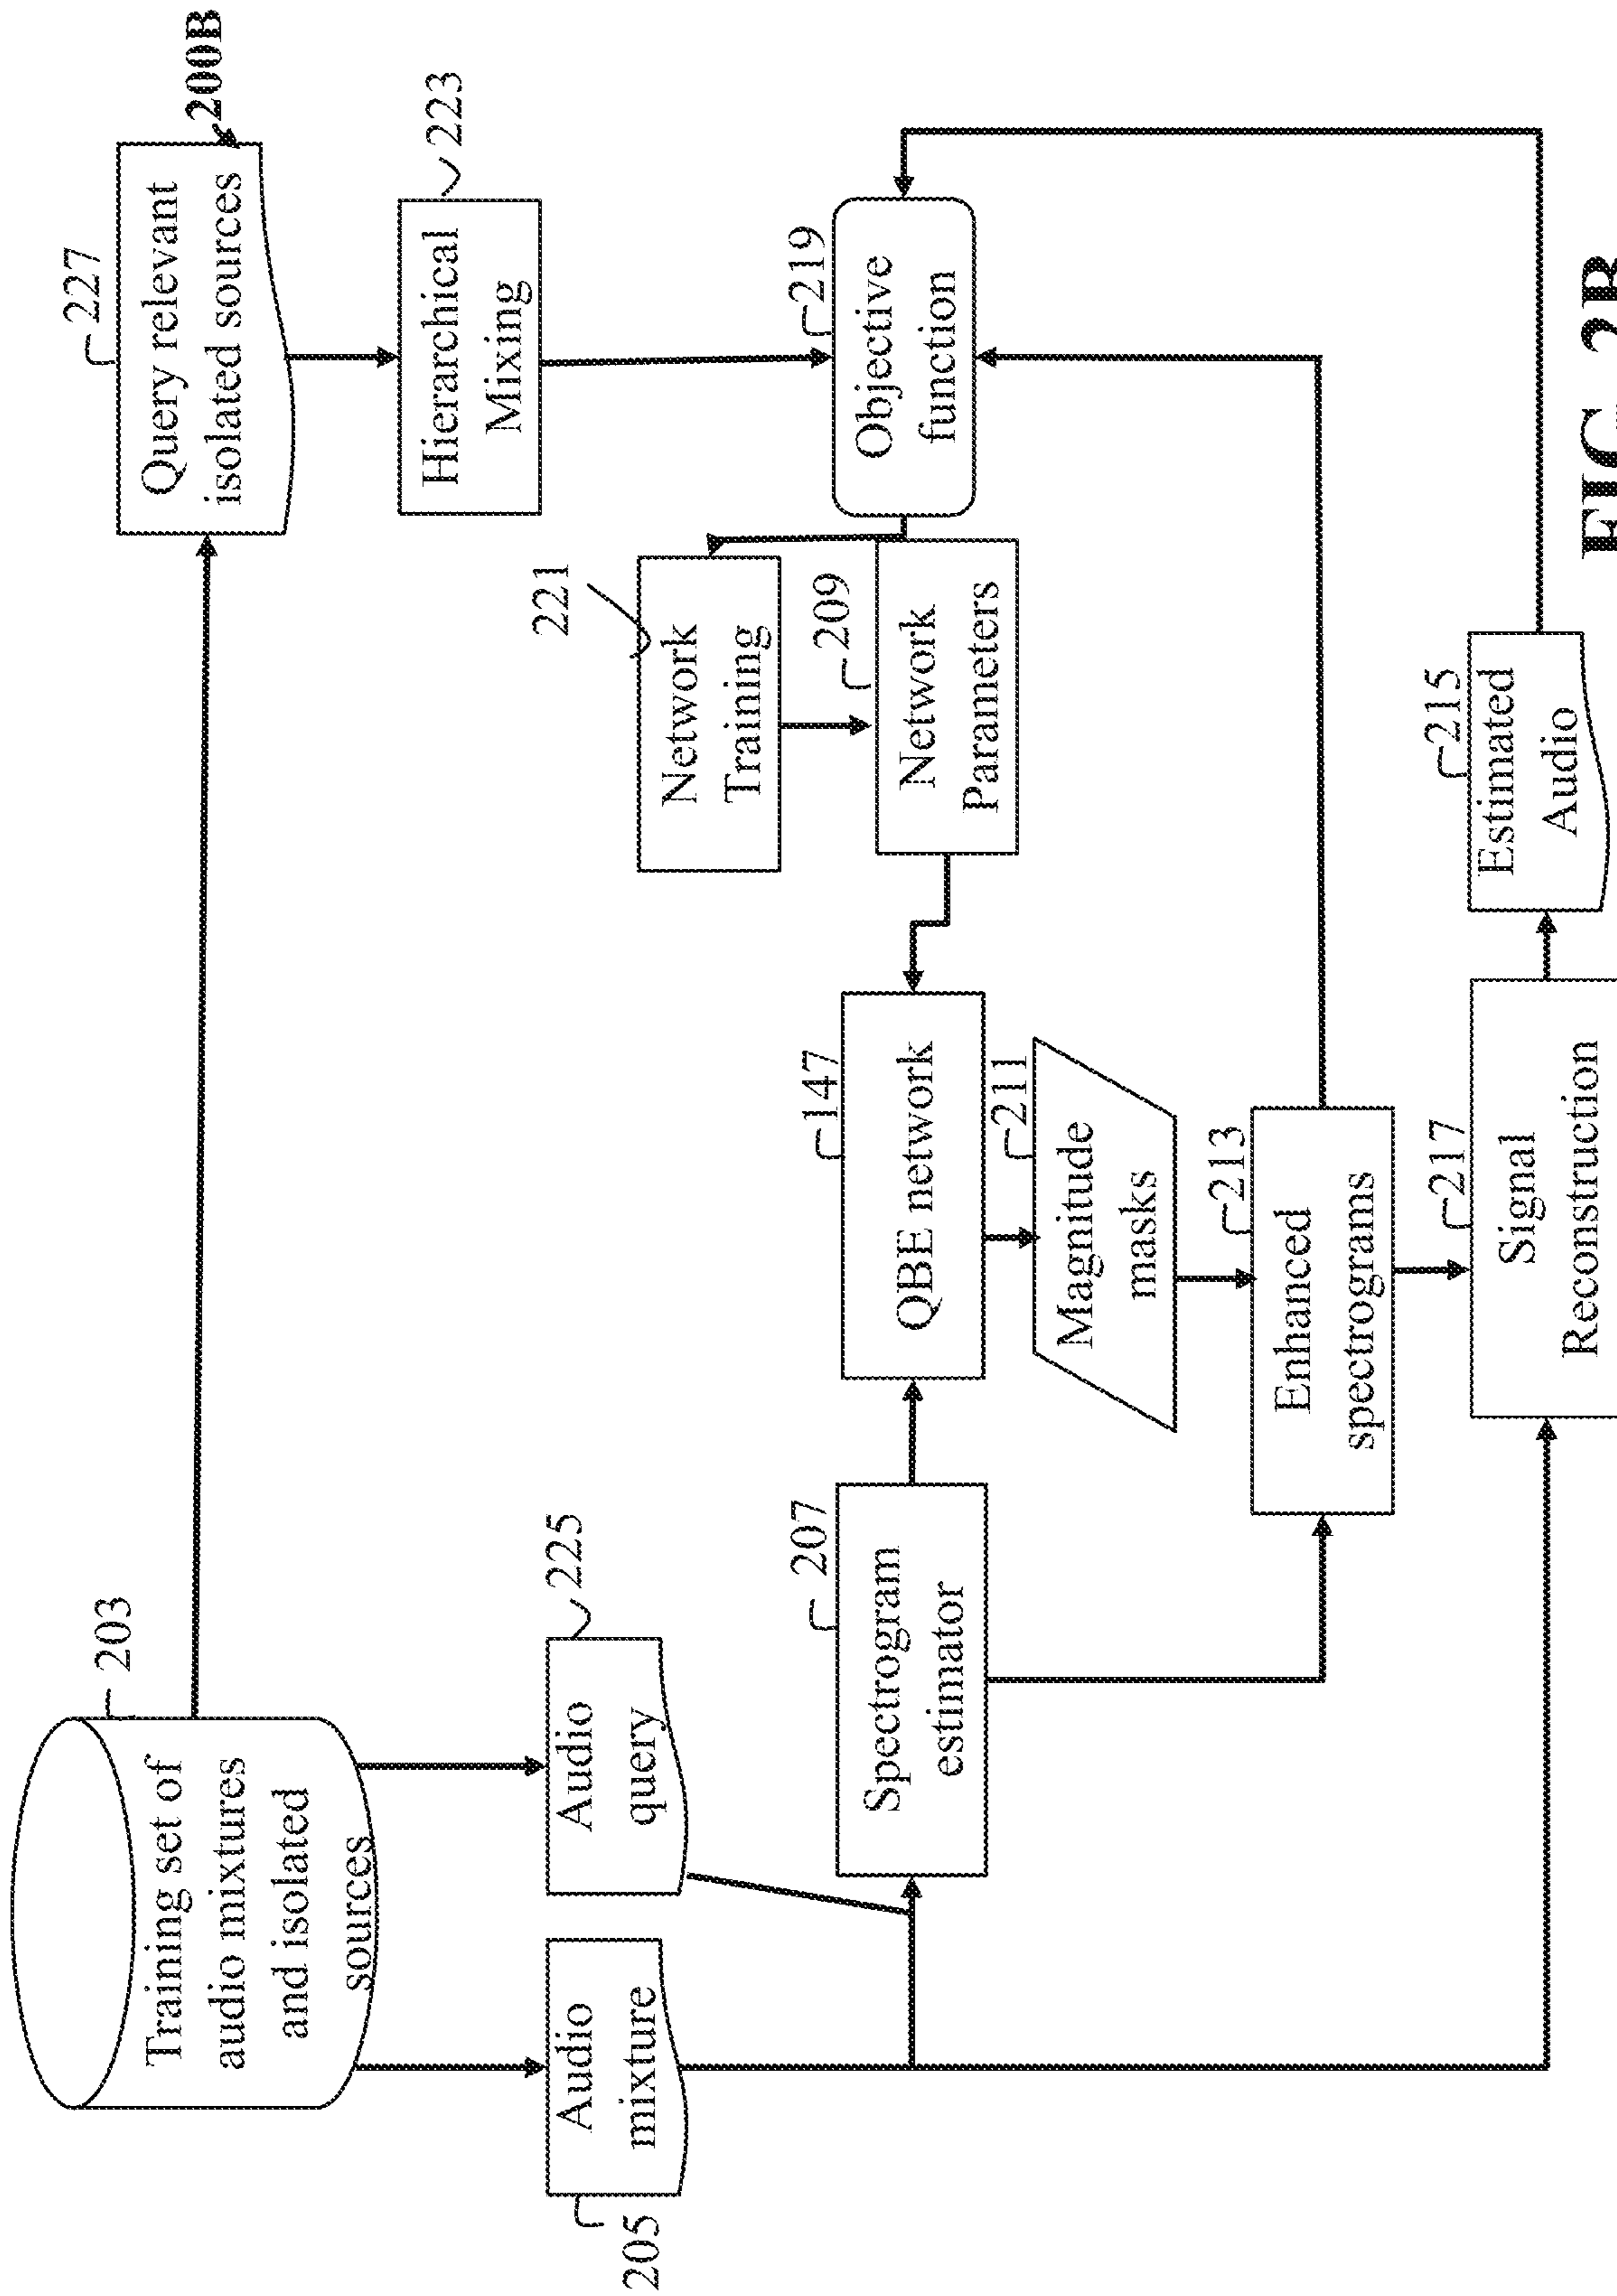 203
Training set of
audio mixtures
and isolated
sources
227
Query relevant
isolated sources
200B
223
Hierarchical
Mixing
205
Audio
mixture
225
Audio
query
221
Network
Training
209
Network
Parameters
219
Objective
function
207
Spectrogram
estimator
147
QBE network
211
Magnitude
masks
213
Enhanced
spectrograms
217
Signal
Reconstruction
215
Estimated
Audio
FIG. 2B